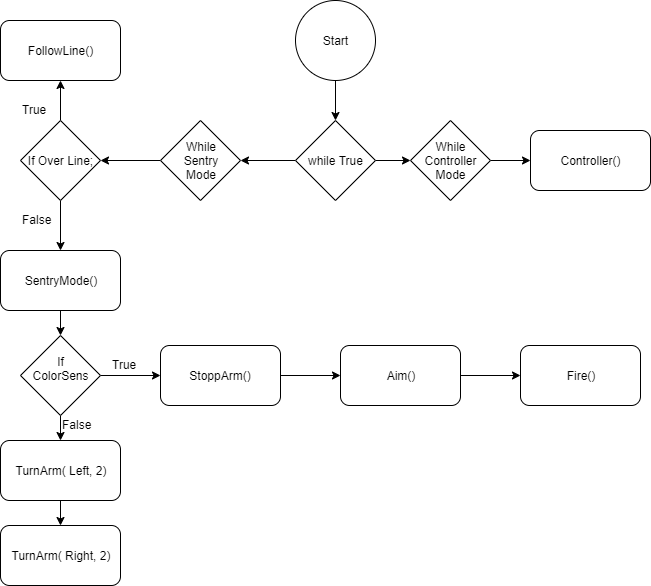 Start
FollowLine()
True
If Over Line;
While
Sentry
Mode
while True
While
Controller
Mode
Controller()
False
SentryMode()
If
ColorSens
True
StoppArm()
Aim()
Fire()
False
TurnArm( Left, 2)
TurnArm( Right, 2)